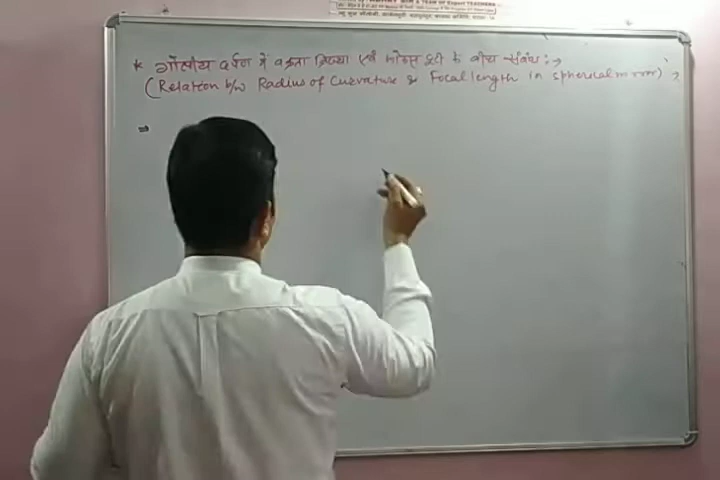 * गोलीय दर्पण में वक्रता त्रिज्या एवं फोकस दूरी के बीच संबंध :→
(Relation b/w Radius of Curvature & Focal length in spherical mirror) ?
⇒